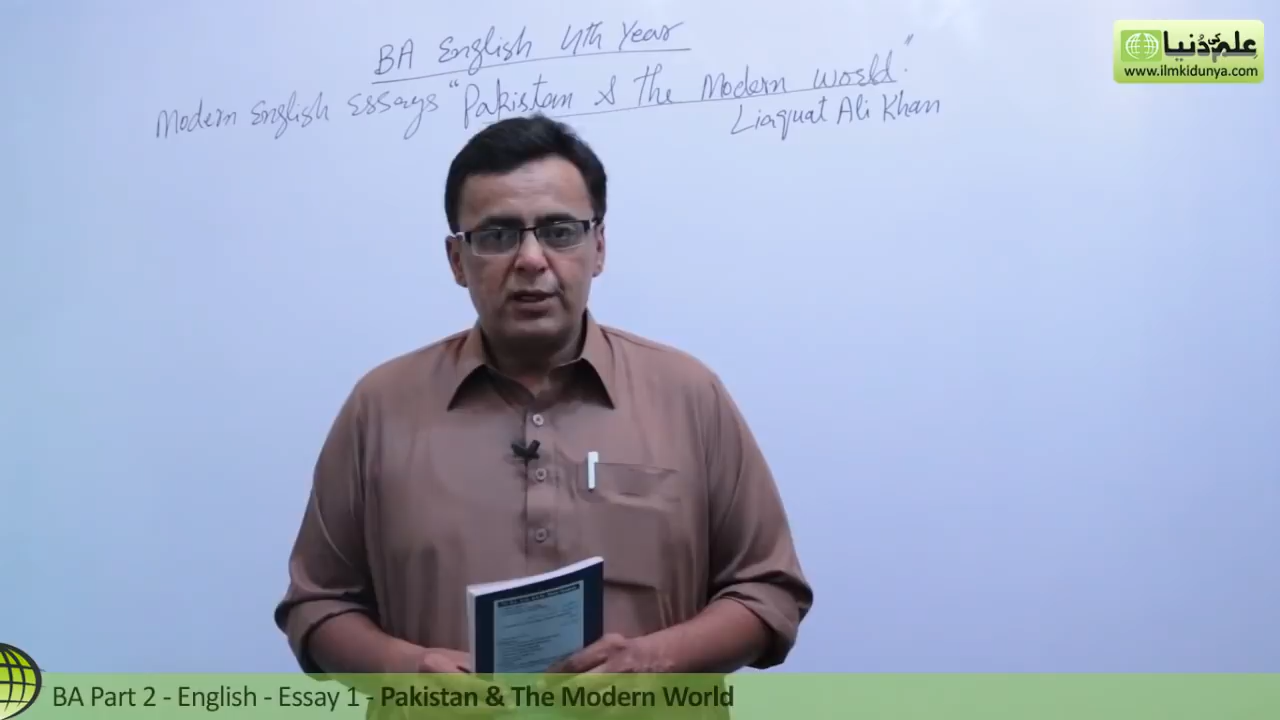 BA English 4th Year
Modern English Essays "Pakistan & the Modern World."
Liaquat Ali Khan
علم کی دُنیا
www.ilmkidunya.com
BA Part 2 - English - Essay 1 - Pakistan & The Modern World